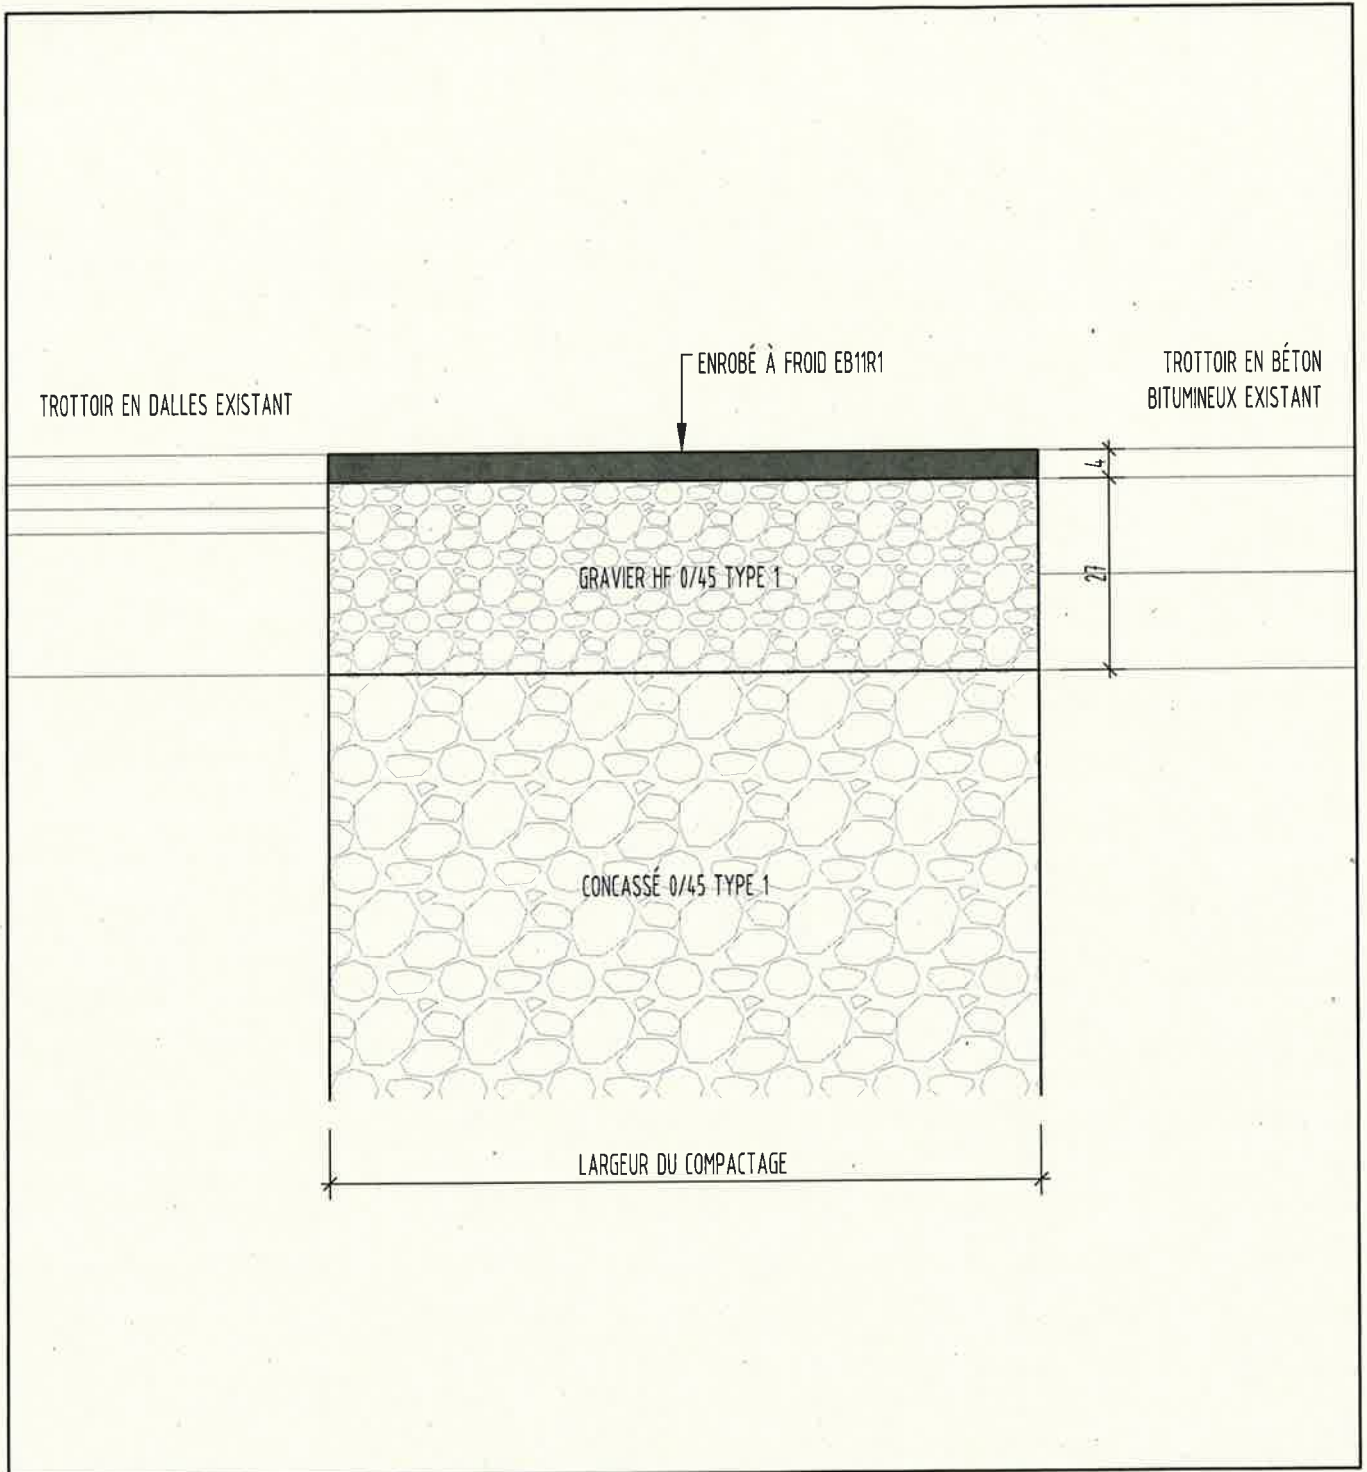 ENROBÉ À FROID EB11R1
TROTTOIR EN BÉTON
BITUMINEUX EXISTANT
TROTTOIR EN DALLES EXISTANT
4
GRAVIER HF 0/45 TYPE 1
27
CONCASSÉ 0/45 TYPE 1
LARGEUR DU COMPACTAGE